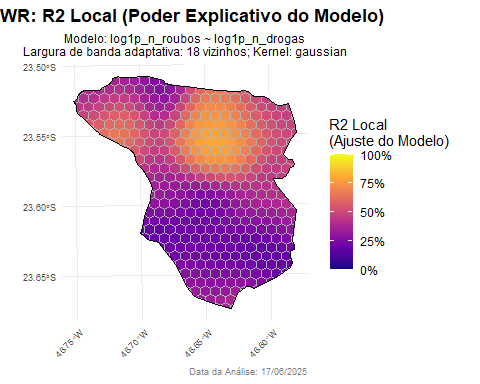 WR: R2 Local (Poder Explicativo do Modelo)
Modelo: log1p_n_roubos ~ log1p_n_drogas
Largura de banda adaptativa: 18 vizinhos; Kernel: gaussian
23.50°S
23.55°S
23.60°S
23.65°S
46.75°W
46.70°W
46.65°W
46.60°W
R2 Local
(Ajuste do Modelo)
100%
75%
50%
25%
0%
Data da Análise: 17/06/2025